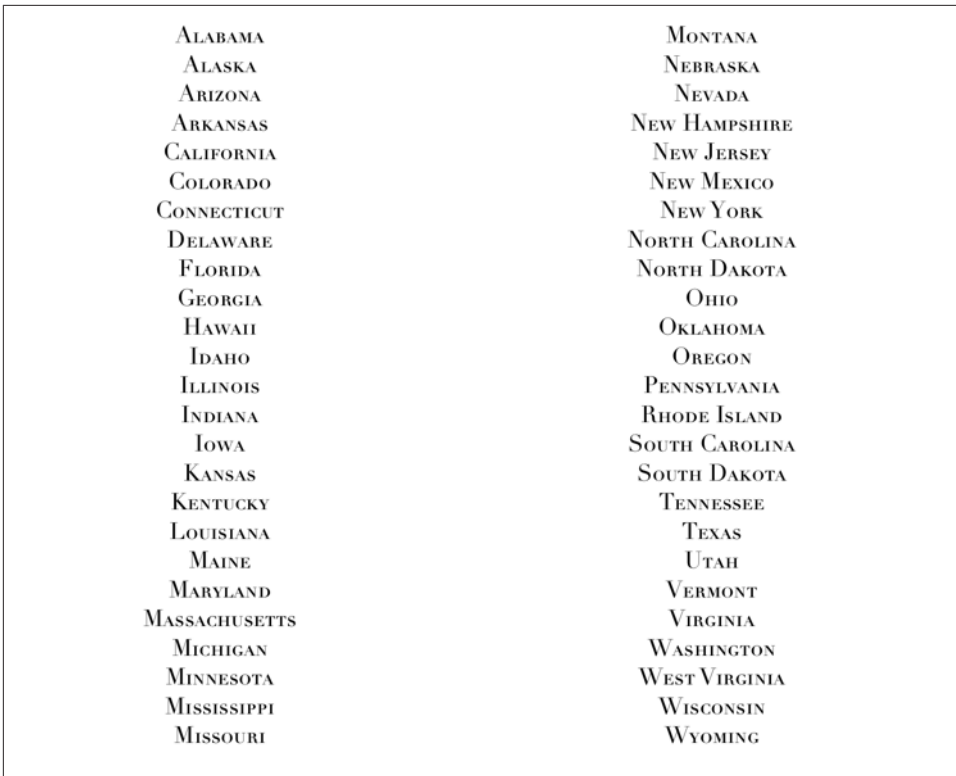 Alabama
Alaska
Arizona
Arkansas
California
Colorado
Connecticut
Delaware
Florida
Georgia
Hawaii
Idaho
Illinois
Indiana
Iowa
Kansas
Kentucky
Louisiana
Maine
Maryland
Massachusetts
Michigan
Minnesota
Mississippi
Missouri
Montana
Nebraska
Nevada
New Hampshire
New Jersey
New Mexico
New York
North Carolina
North Dakota
Ohio
Oklahoma
Oregon
Pennsylvania
Rhode Island
South Carolina
South Dakota
Tennessee
Texas
Utah
Vermont
Virginia
Washington
West Virginia
Wisconsin
Wyoming